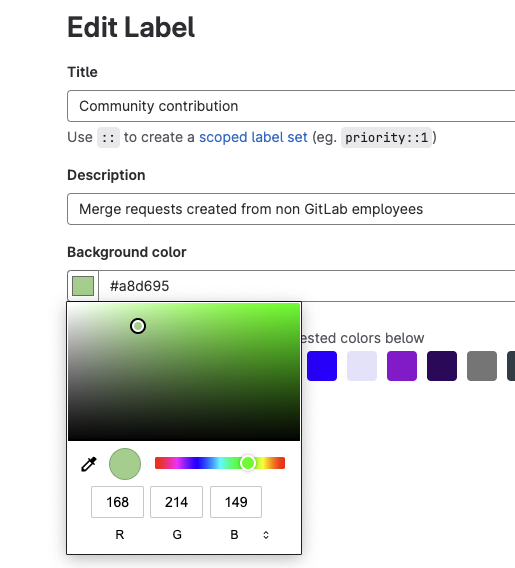 Edit Label
Title
Community contribution
Use :: to create a scoped label set (eg. priority::1)
Description
Merge requests created from non GitLab employees
Background color
#a8d695
ested colors below
168 214 149
R G B